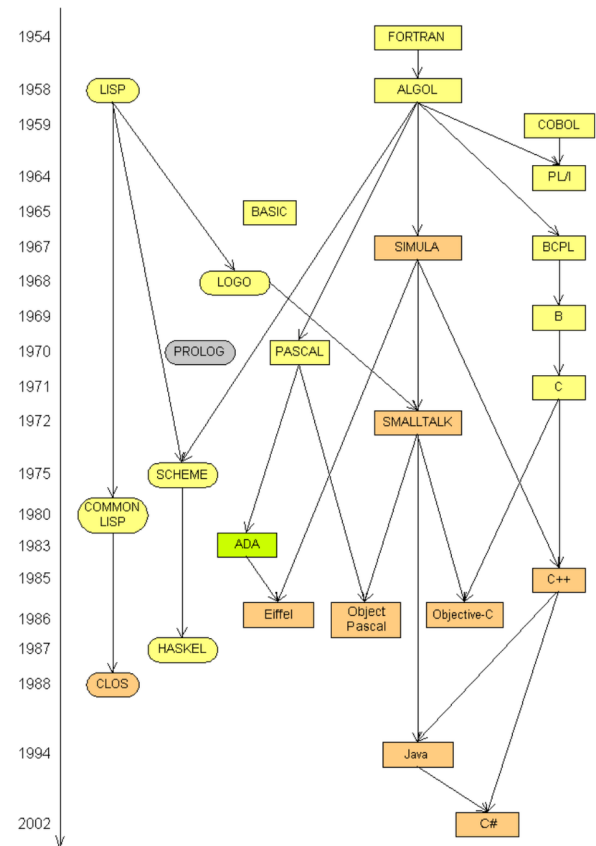 1954
FORTRAN
1958
LISP
ALGOL
1959
COBOL
1964
PL/I
1965
BASIC
1967
SIMULA
BCPL
1968
LOGO
1969
B
1970
PROLOG
PASCAL
1971
C
1972
SMALLTALK
1975
SCHEME
1980
COMMON
LISP
1983
ADA
1985
C++
1986
Eiffel
Object
Pascal
Objective-C
1987
HASKEL
1988
CLOS
1994
Java
2002
C#